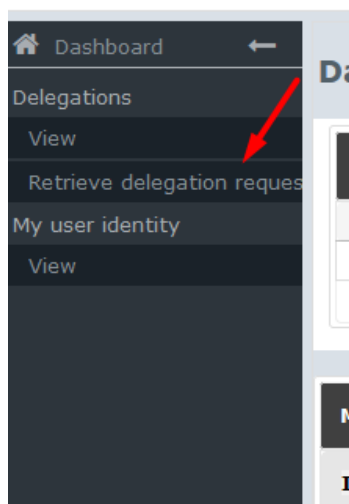 Dashboard
Delegations
View
Retrieve delegation reques
My user identity
View
Da